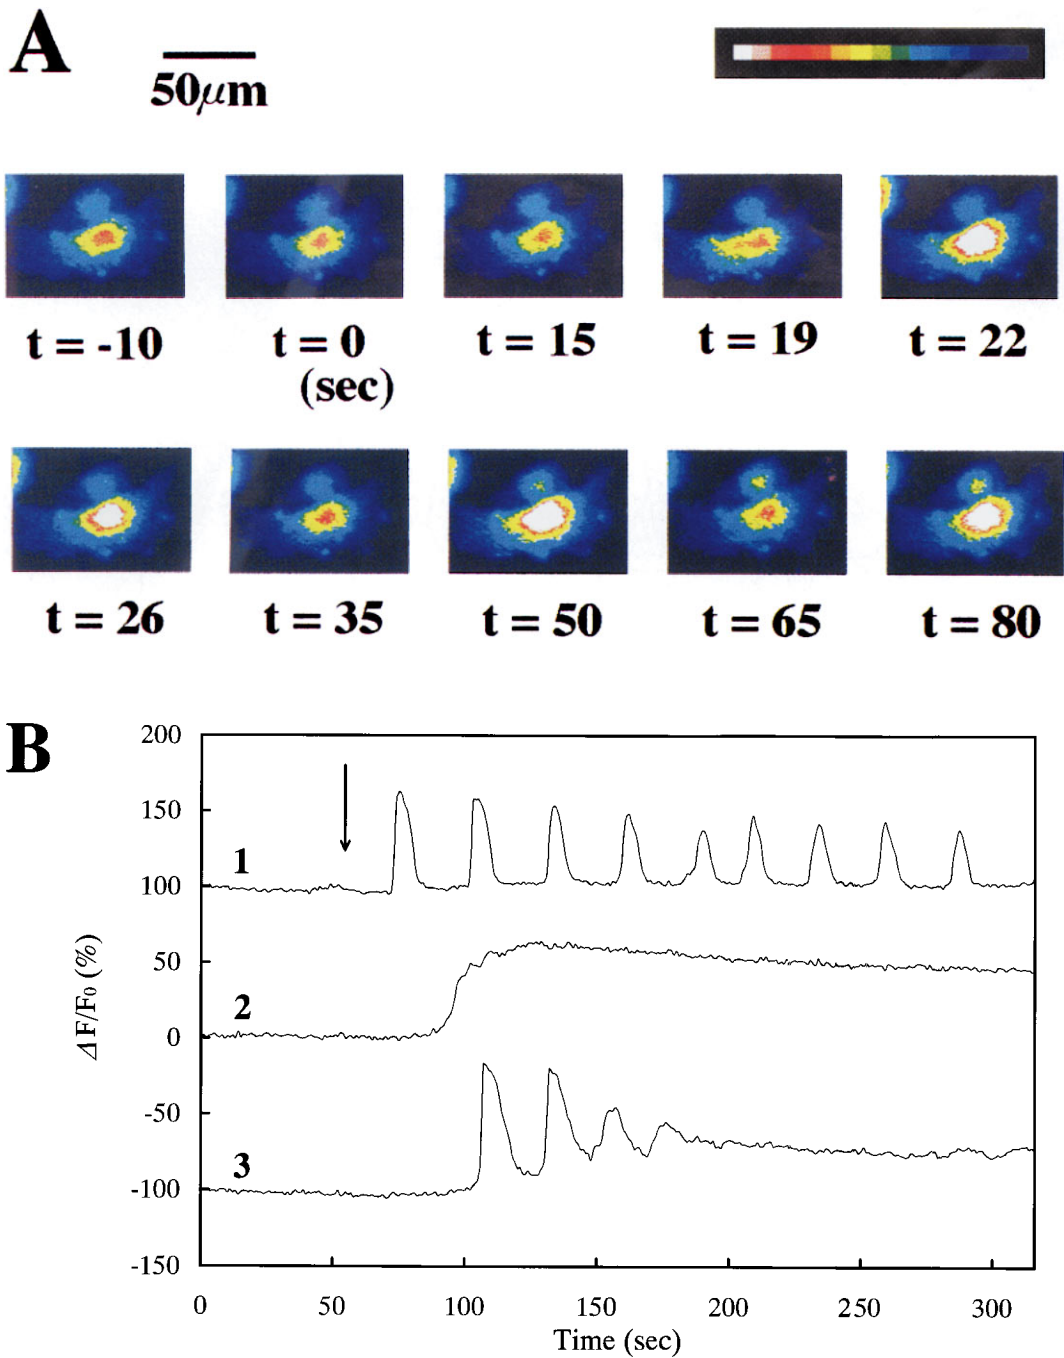 A
50μm
t = -10
t = 0
(sec)
t = 15
t = 19
t = 22
t = 26
t = 35
t = 50
t = 65
t = 80
B
200
150
100
50
0
-50
-100
-150
ΔF/F0 (%)
1
2
3
0
50
100
150
200
250
300
Time (sec)